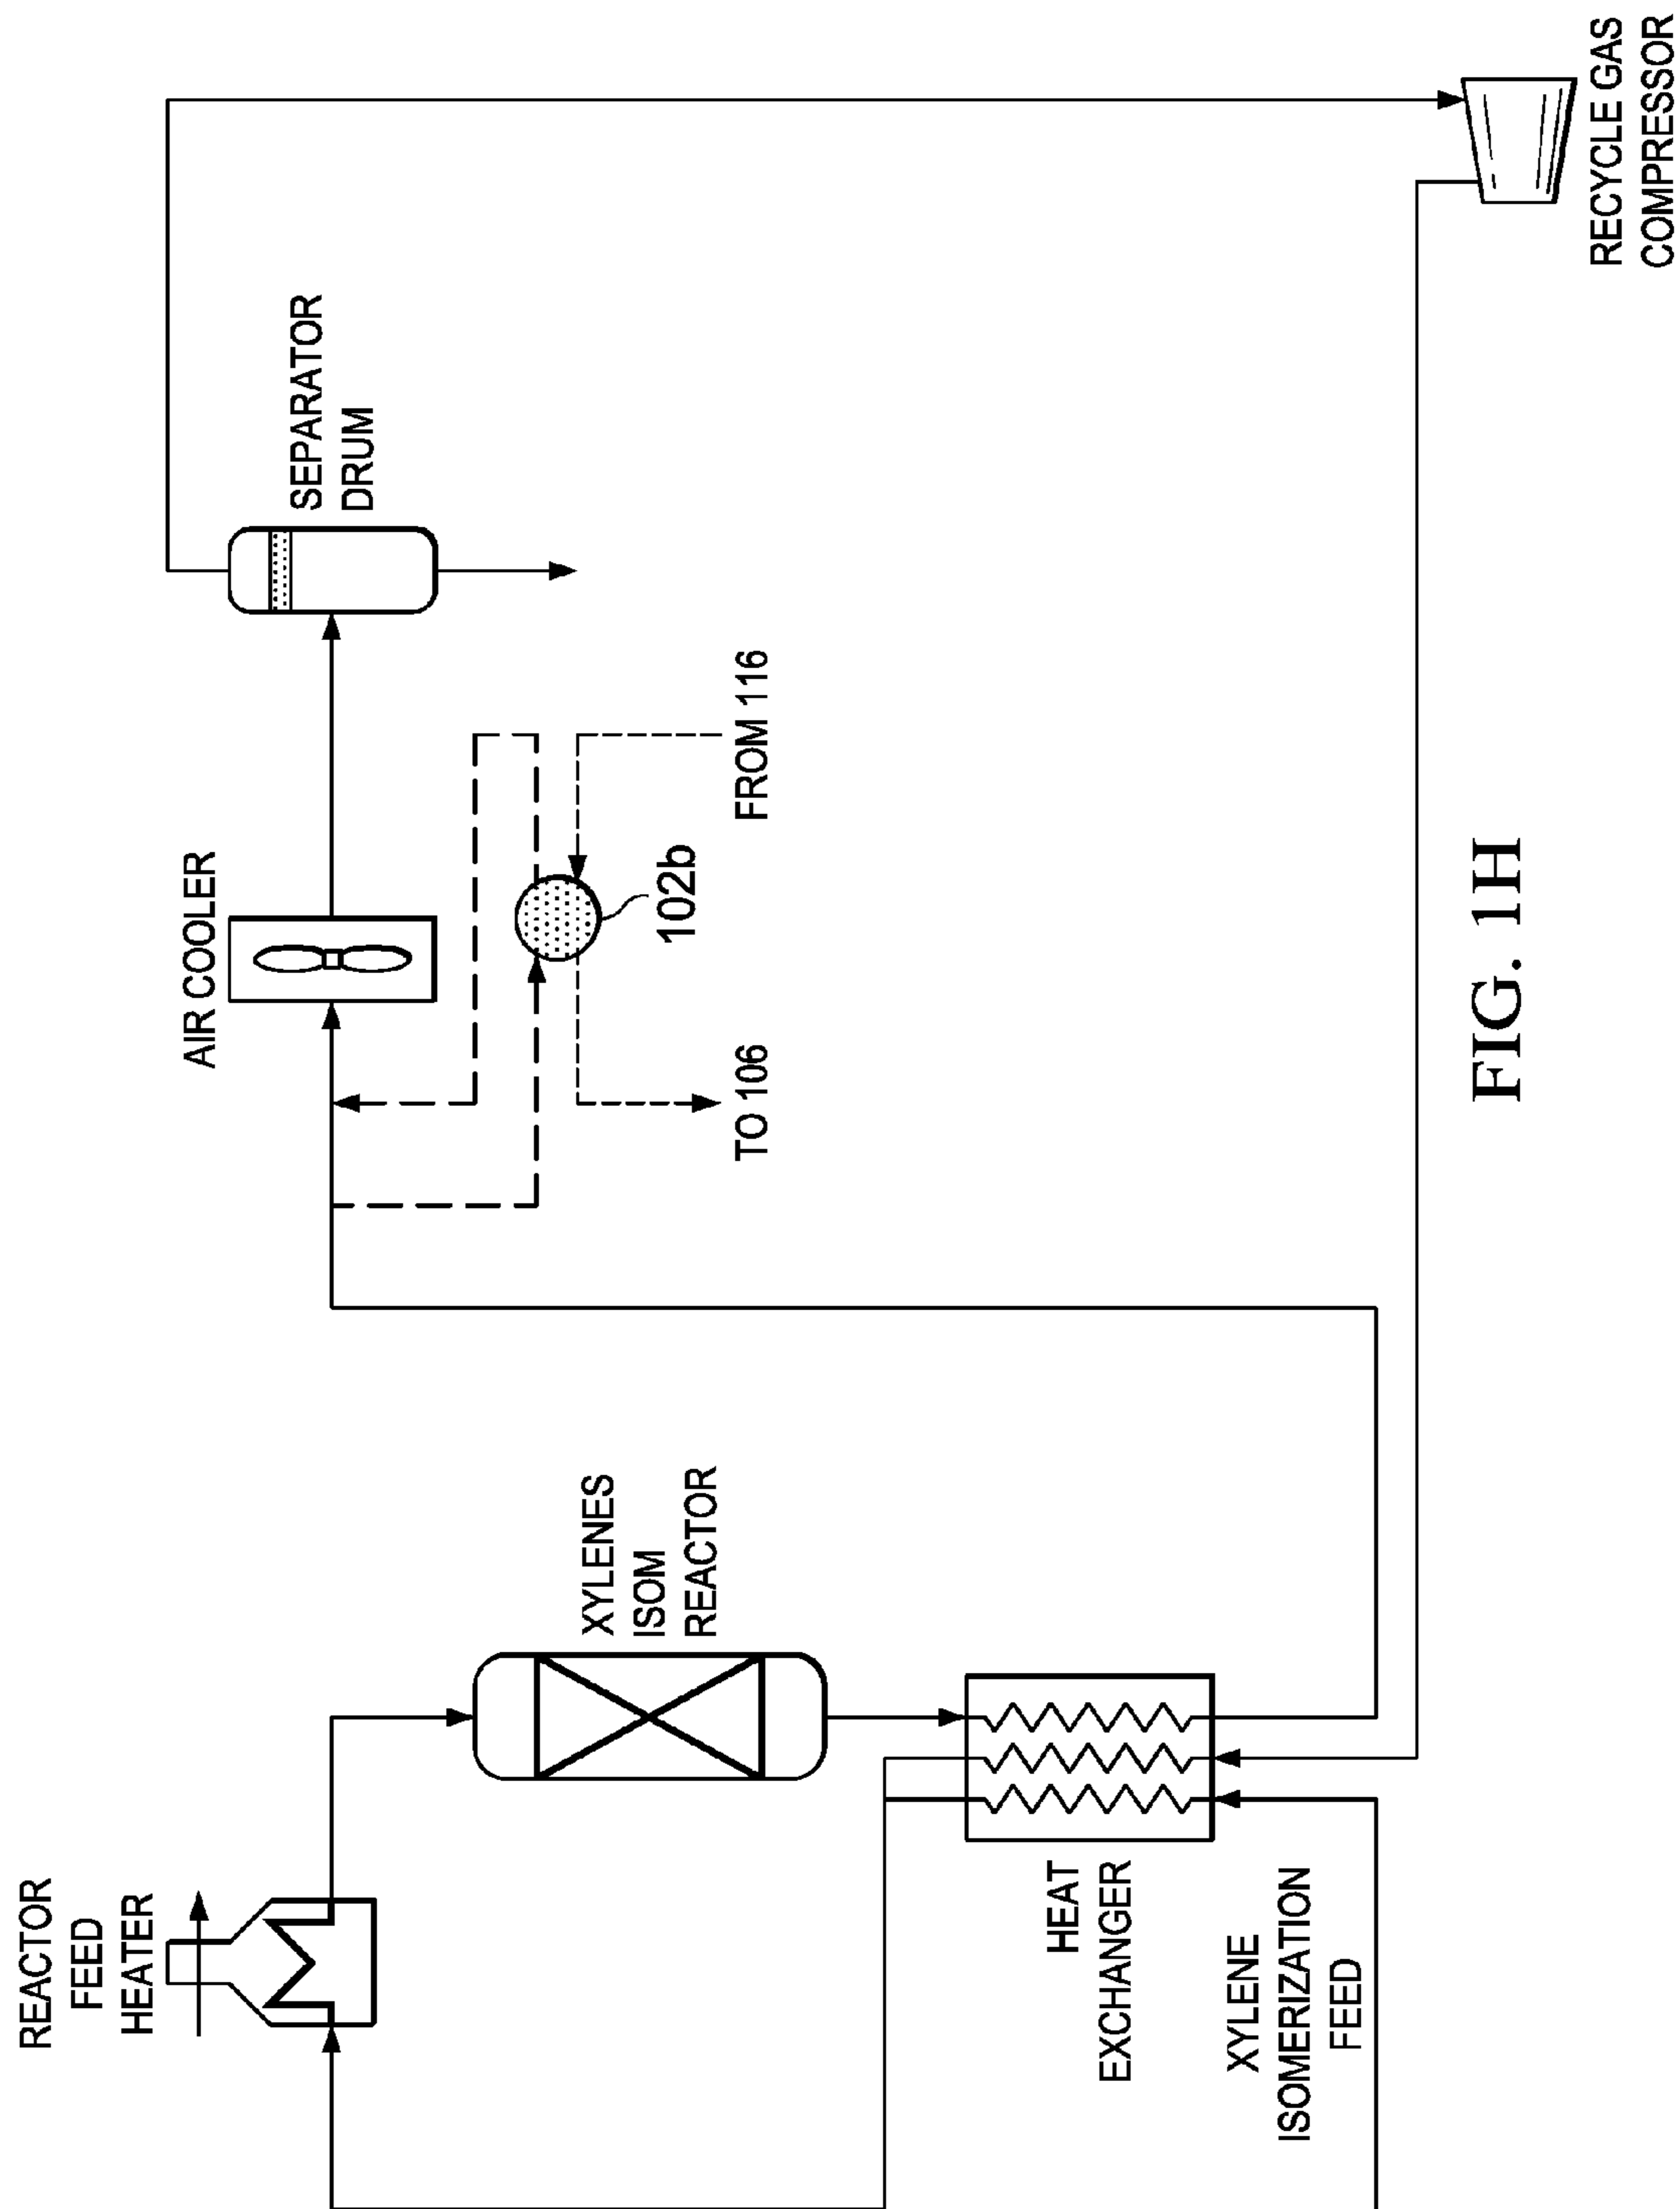 REACTOR
FEED
HEATER
XYLENES
ISOM
REACTOR
HEAT
EXCHANGER
XYLENE
ISOMERIZATION
FEED
AIR COOLER
SEPARATOR
DRUM
102b
TO 106
FROM 116
RECYCLE GAS
COMPRESSOR
FIG. 1H